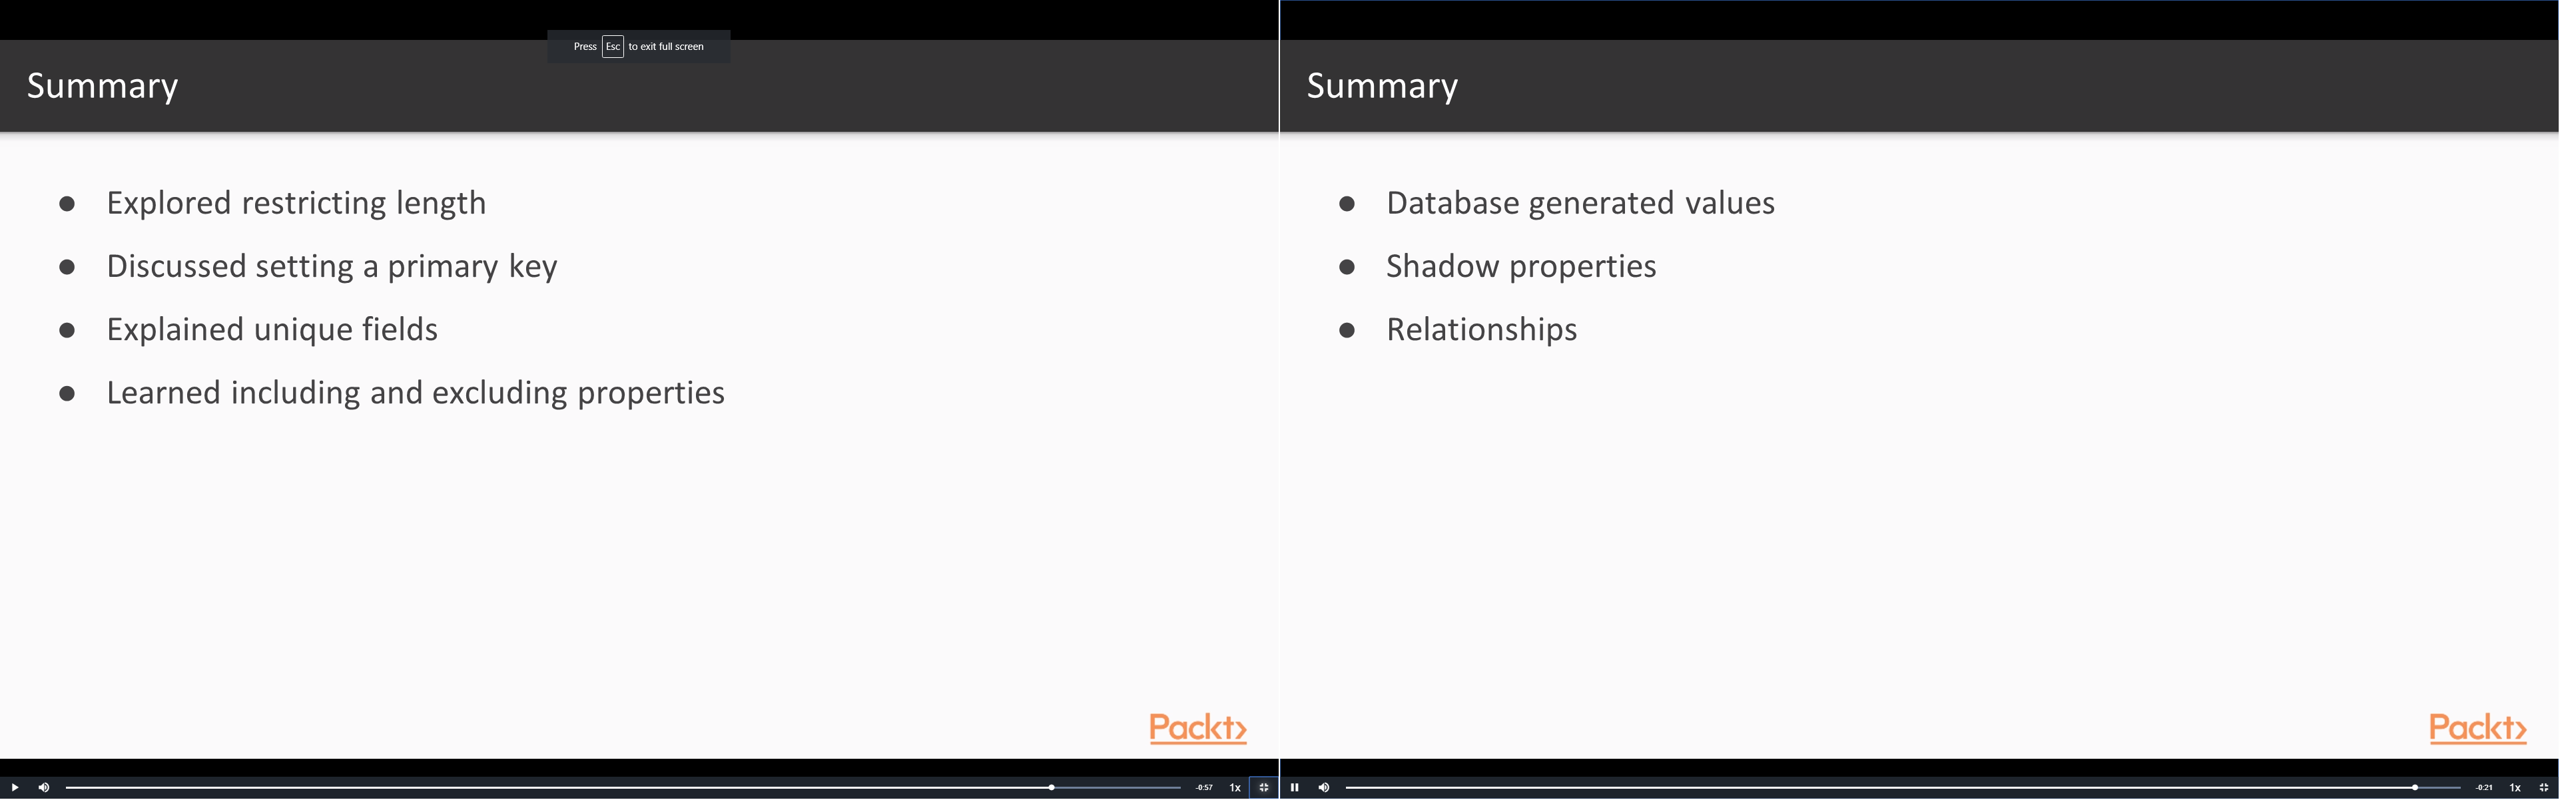 Press Esc to exit full screen
Summary
● Explored restricting length
● Discussed setting a primary key
● Explained unique fields
● Learned including and excluding properties
Packt>
-0:57 1x
Summary
● Database generated values
● Shadow properties
● Relationships
Packt>
-0:21 1x